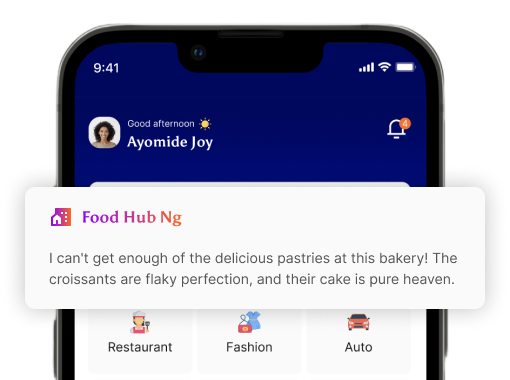 9:41
Good afternoon
4
Ayomide Joy
Food Hub Ng
I can't get enough of the delicious pastries at this bakery! The
croissants are flaky perfection, and their cake is pure heaven.
Restaurant
Fashion
Auto